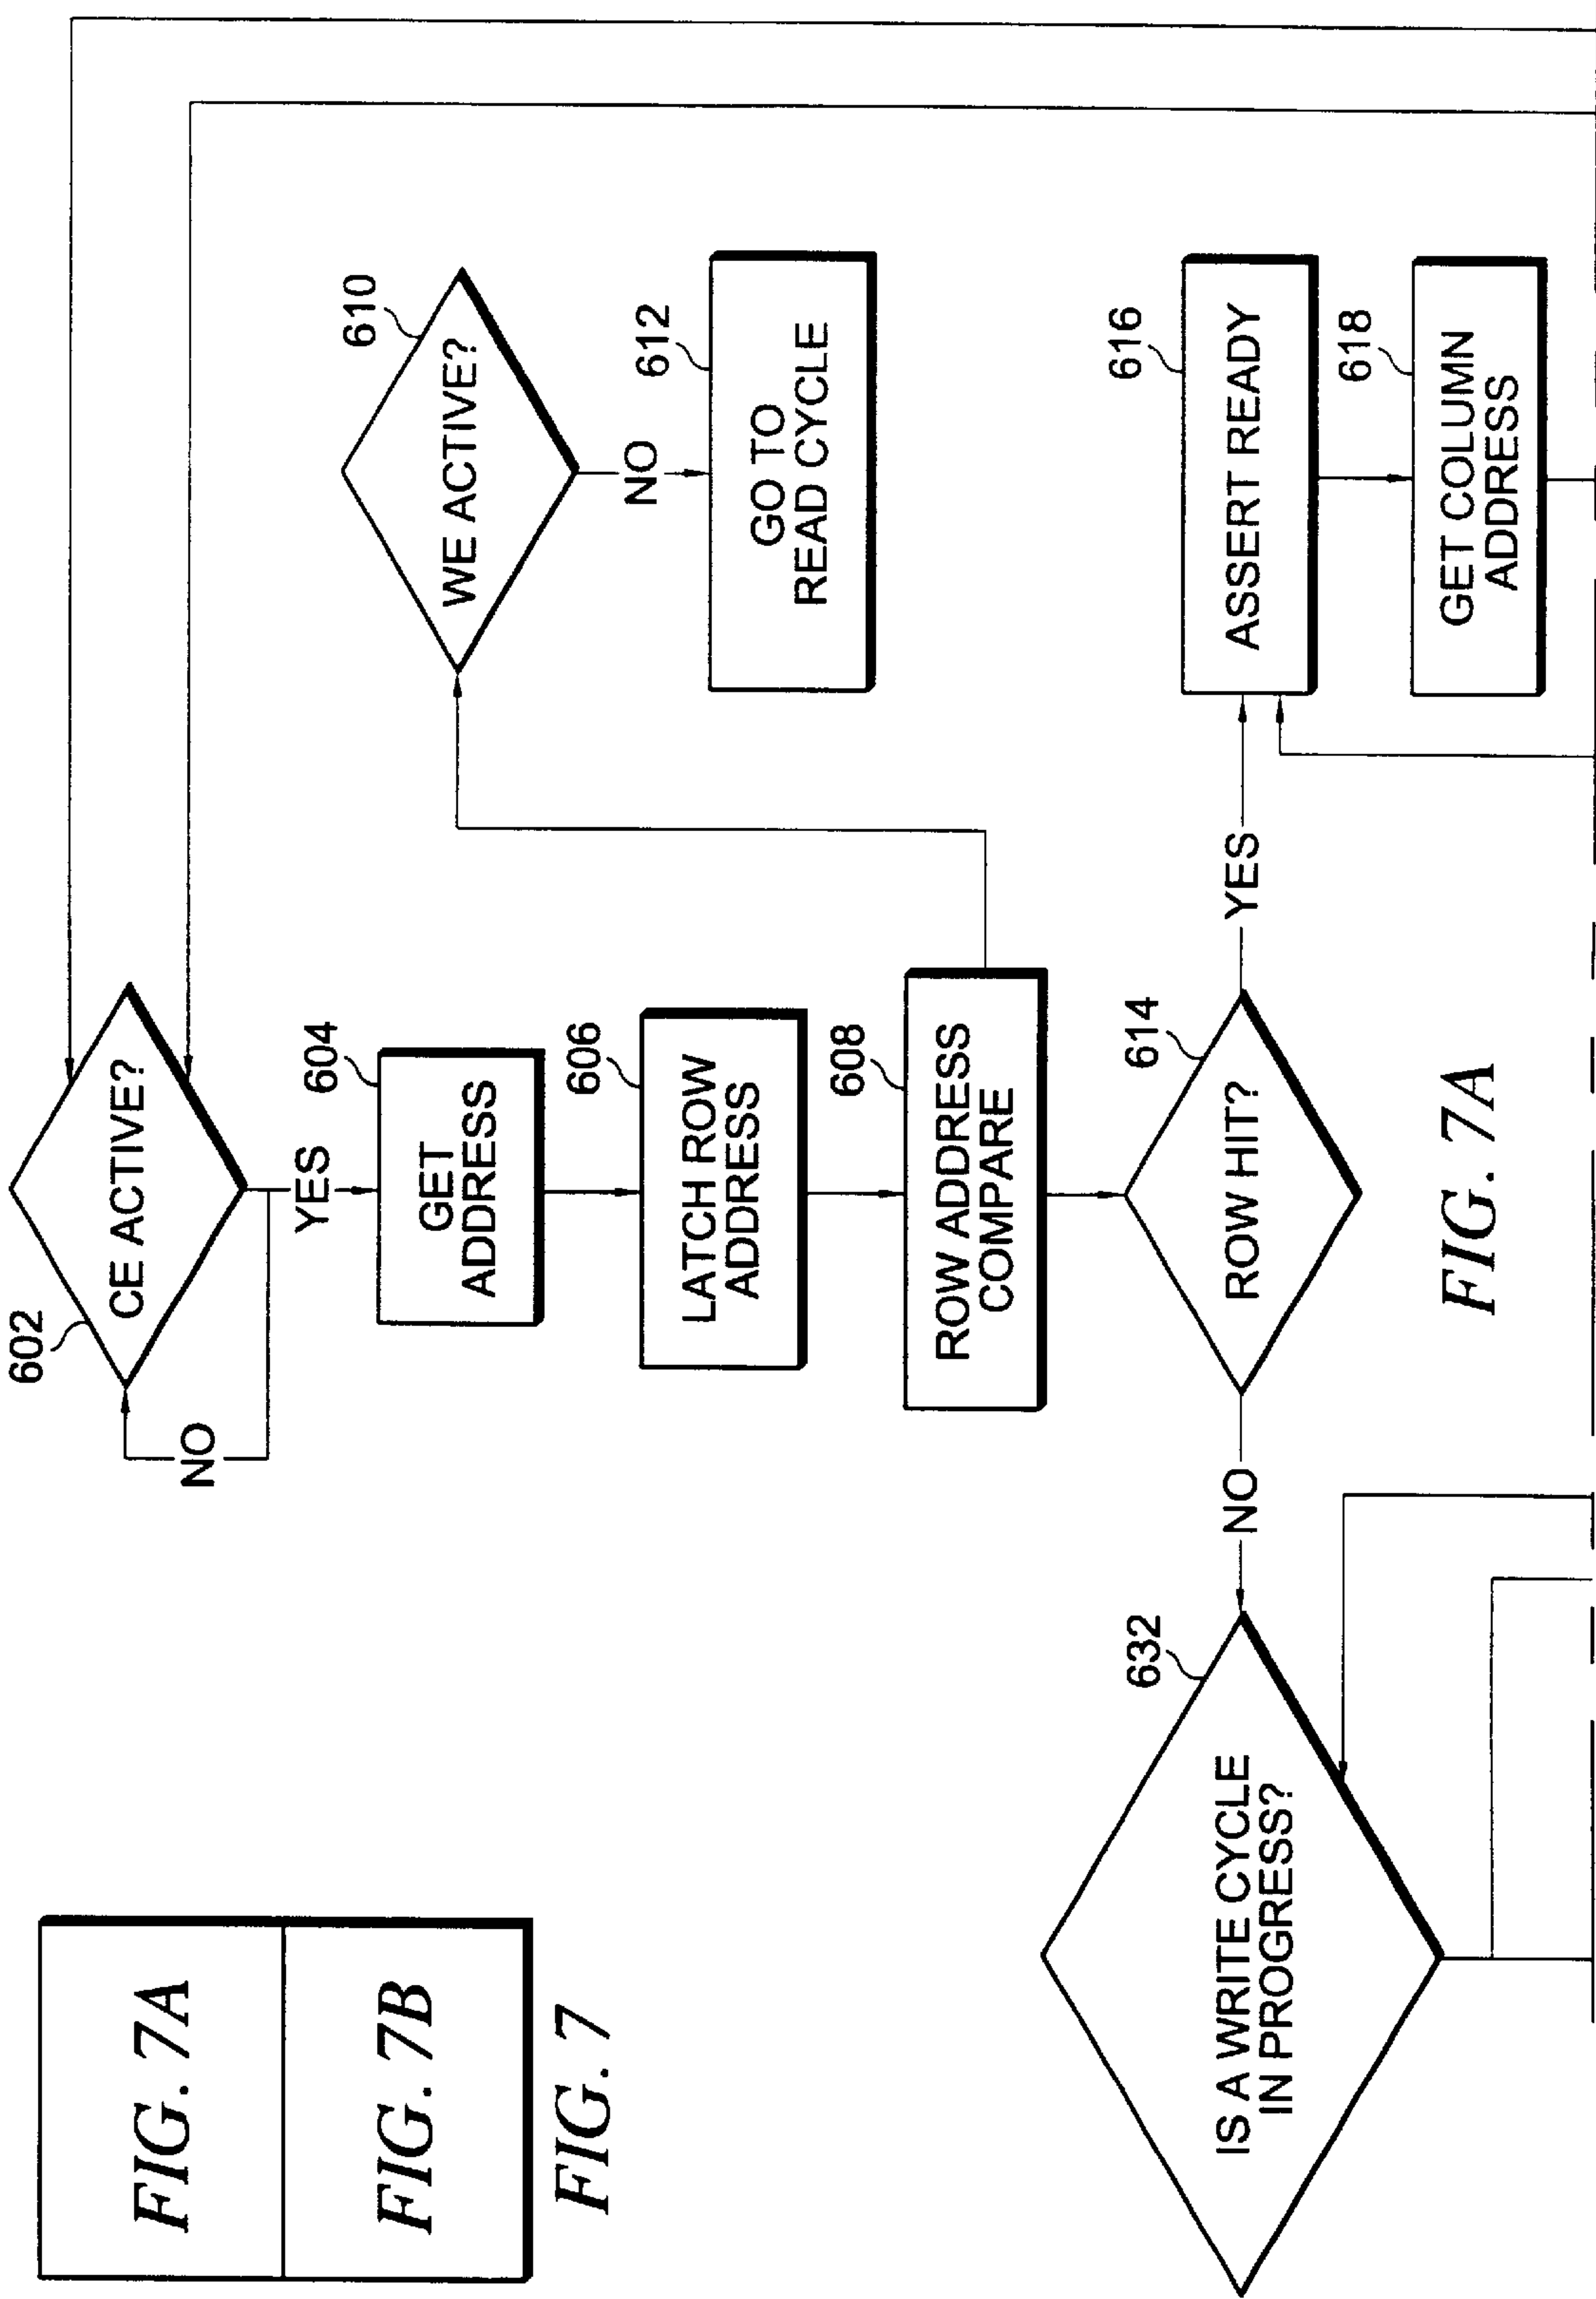 FIG. 7A
FIG. 7B
FIG. 7
602
CE ACTIVE?
NO
YES
604
GET
ADDRESS
606
LATCH ROW
ADDRESS
608
ROW ADDRESS
COMPARE
610
WE ACTIVE?
NO
612
GO TO
READ CYCLE
614
ROW HIT?
YES
NO
616
ASSERT READY
618
GET COLUMN
ADDRESS
632
IS A WRITE CYCLE
IN PROGRESS?
FIG. 7A